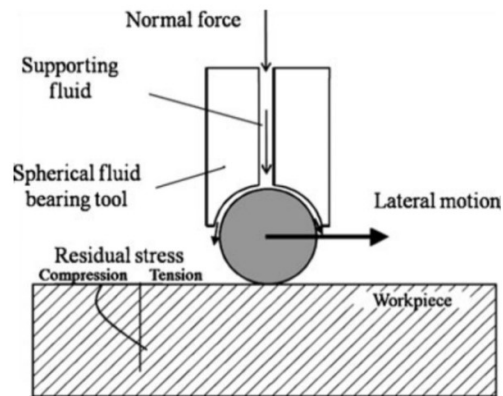 Normal force
Supporting
fluid
Spherical fluid
bearing tool
Lateral motion
Residual stress
Compression
Tension
Workpiece